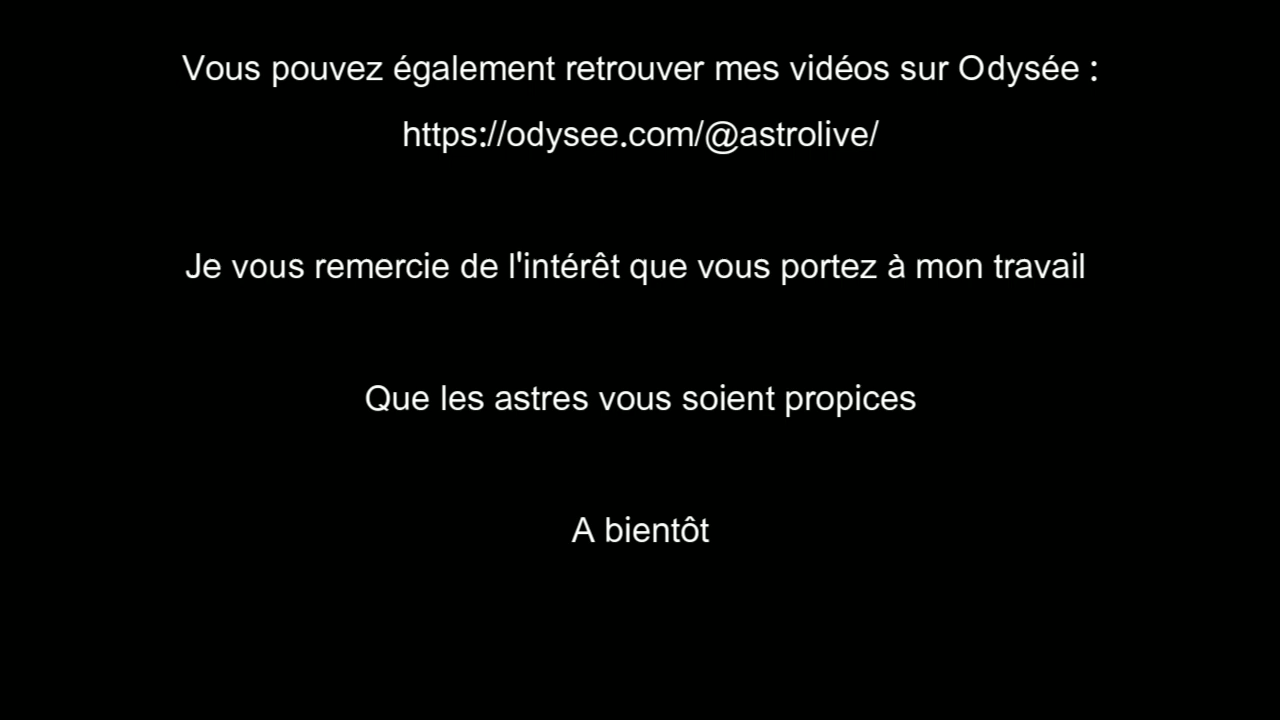 Vous pouvez également retrouver mes vidéos sur Odysée :
https://odysee.com/@astrolive/
Je vous remercie de l'intérêt que vous portez à mon travail
Que les astres vous soient propices
A bientôt